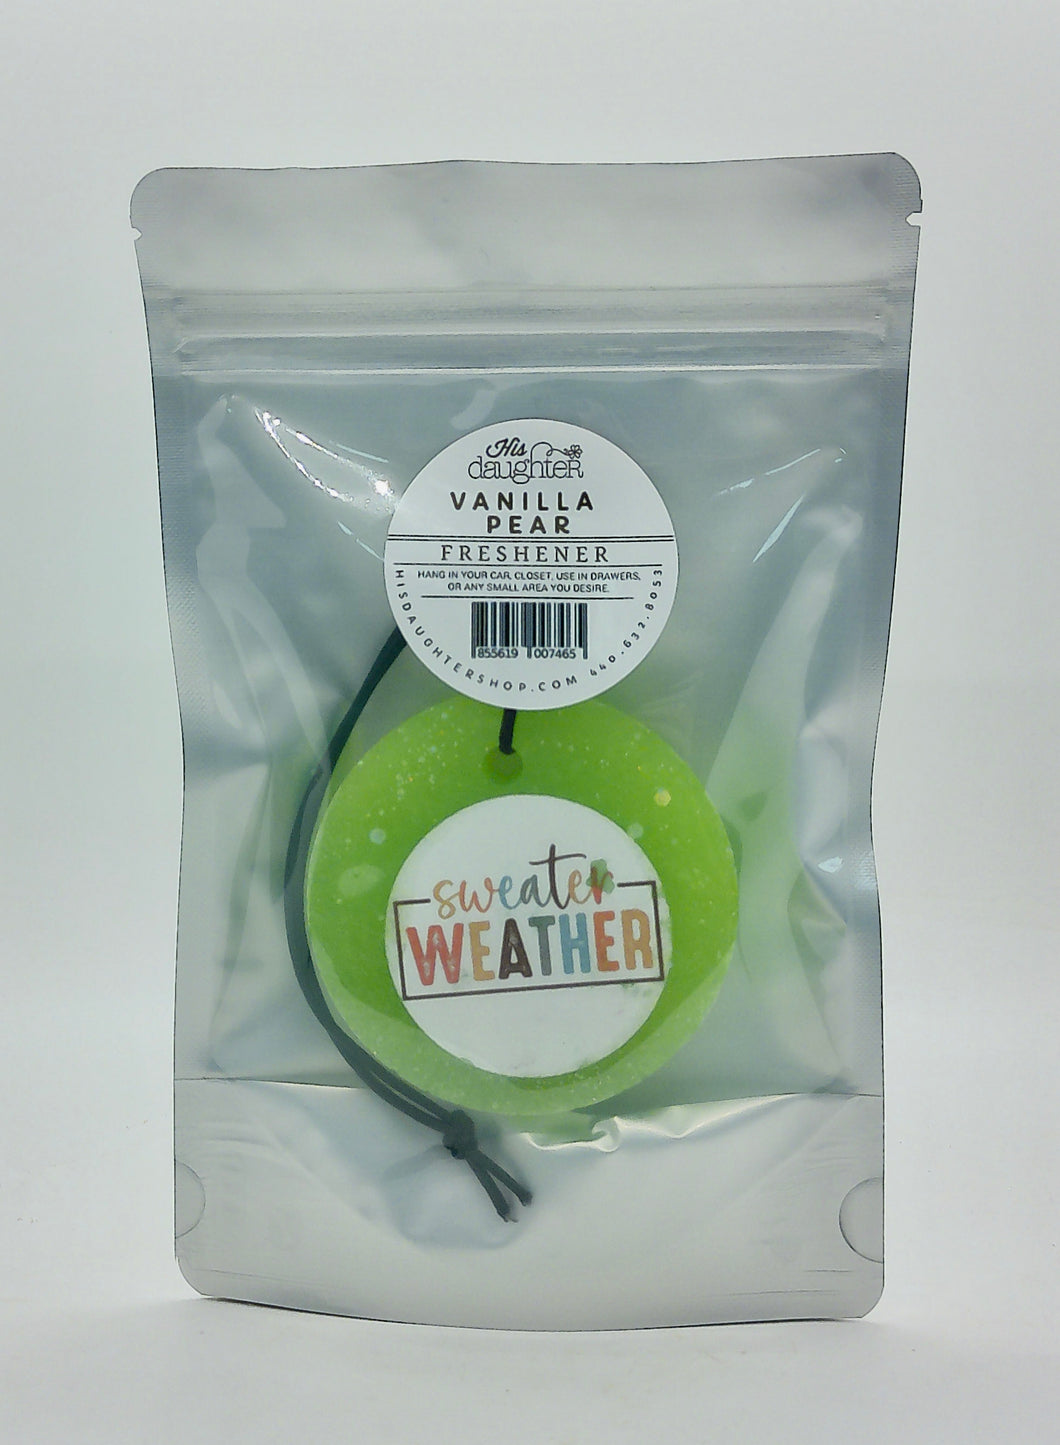 His
daughter
VANILLA
PEAR
FRESHENER
HANG IN YOUR CAR, CLOSET, USE IN DRAWERS,
OR ANY SMALL AREA YOU DESIRE.
855619 007465
HISDAUGHTERSHOP.COM 440.632.8053
sweater
WEATHER